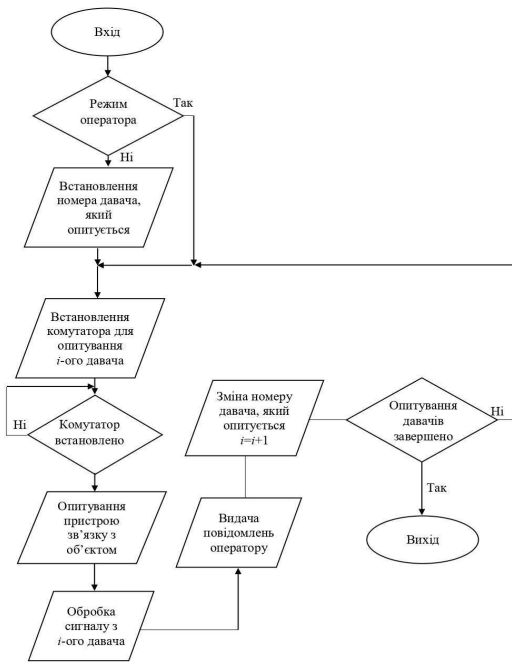 Вхід
Режим
оператора
Так
Ні
Встановлення
номера давача,
який
опитується
Встановлення
комутатора для
опитування
i-ого давача
Ні
Комутатор
встановлено
Опитування
пристрою
зв’язку з
об’єктом
Обробка
сигналу з
i-ого давача
Видача
повідомлень
оператору
Зміна номеру
давача, який
опитується
i=i+1
Опитування
давачів
завершено
Ні
Так
Вихід